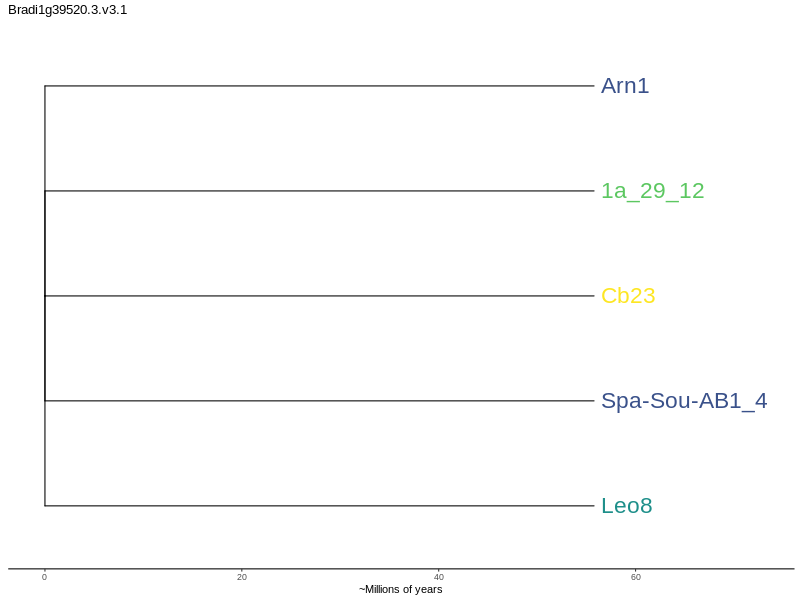 Bradi1g39520.3.v3.1
Arn1
1a_29_12
Cb23
Spa-Sou-AB1_4
Leo8
0 20 40 60
~Millions of years